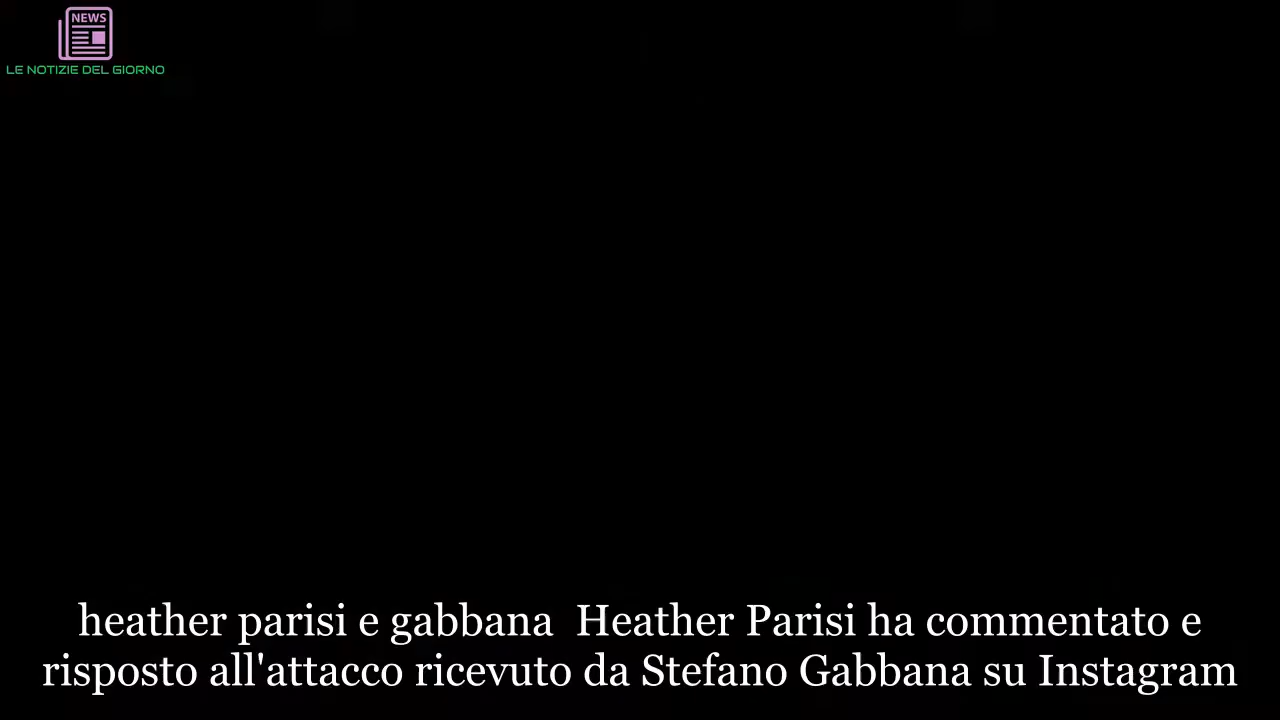 NEWS
LE NOTIZIE DEL GIORNO
heather parisi e gabbana  Heather Parisi ha commentato e
risposto all'attacco ricevuto da Stefano Gabbana su Instagram